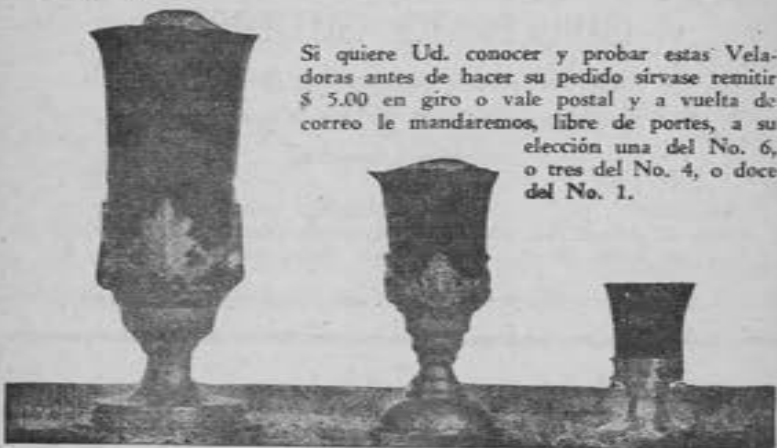 Si quiere Ud. conocer y probar estas Vela-
doras antes de hacer su pedido sírvase remitir
$ 5.00 en giro o vale postal y a vuelta de
correo le mandaremos, libre de portes, a su
elección una del No. 6,
o tres del No. 4, o doce
del No. 1.